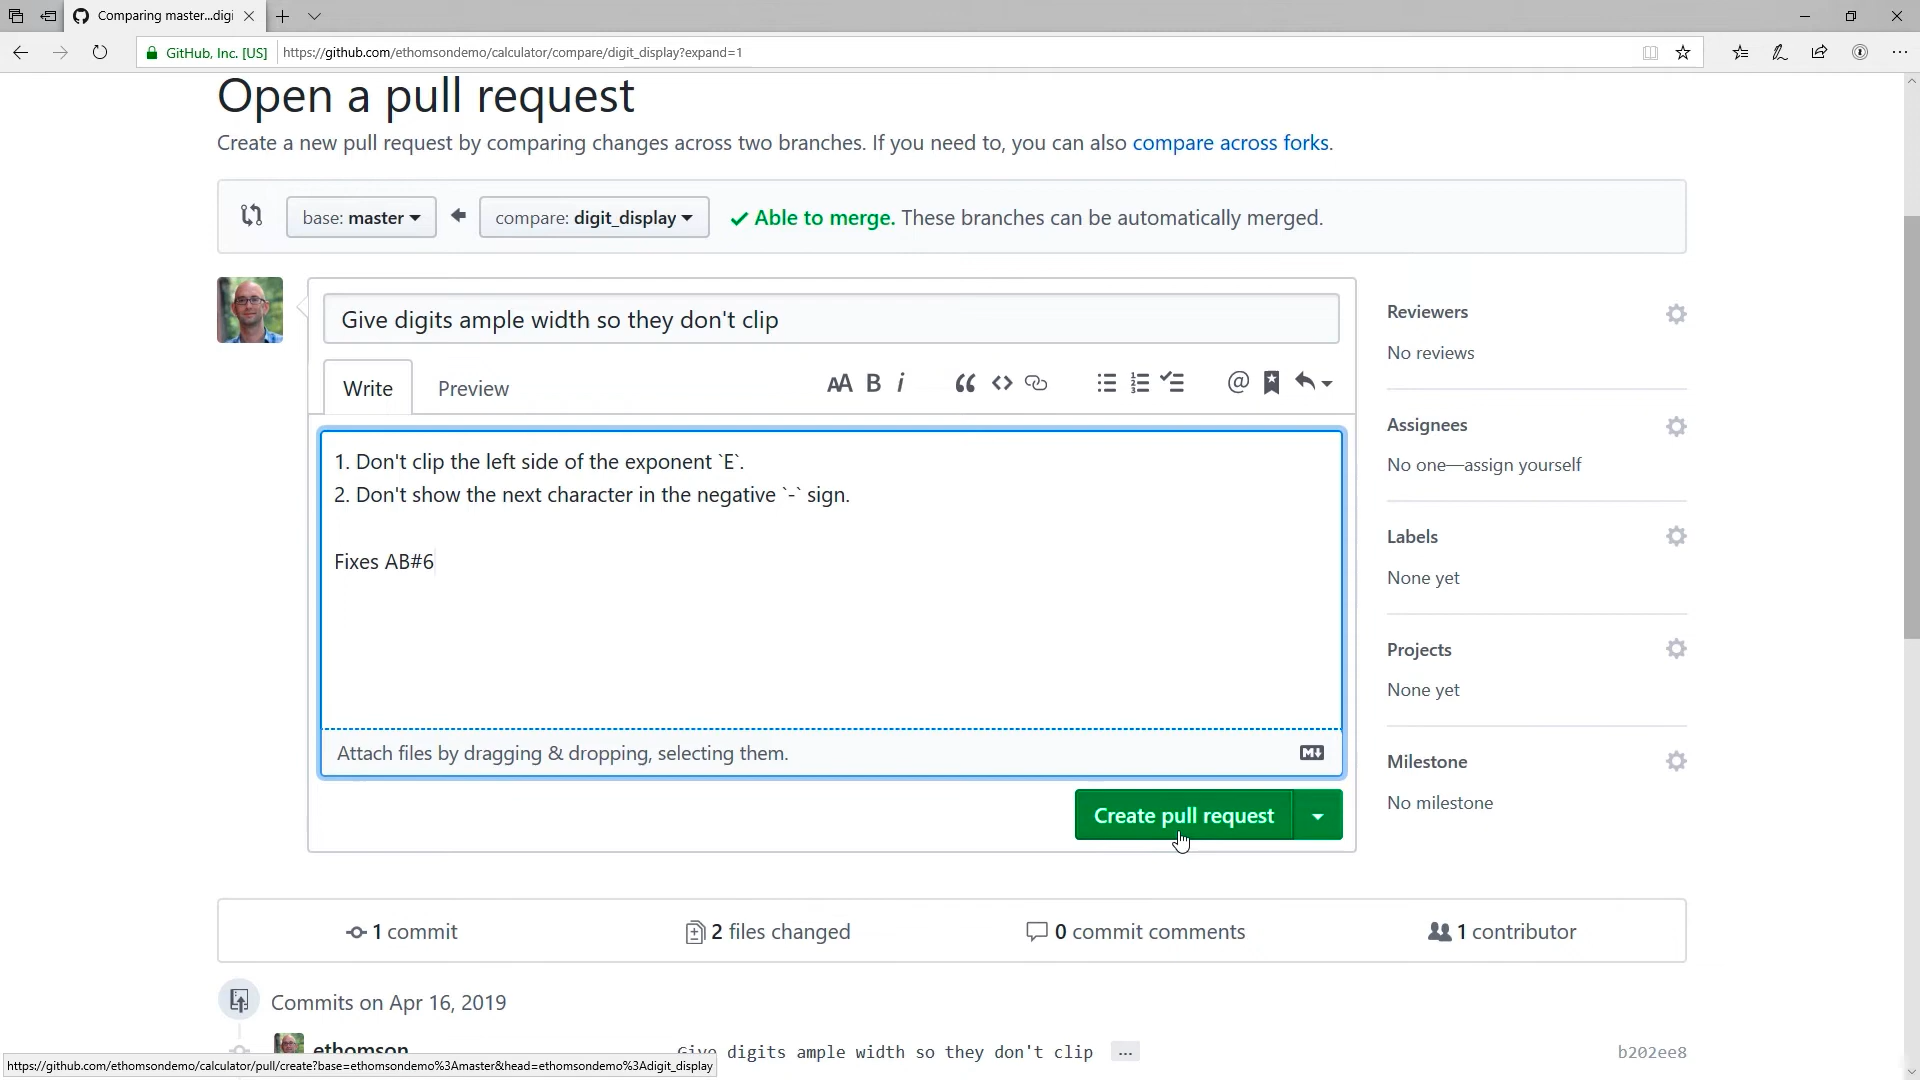 Comparing master...digi
GitHub, Inc. [US]
https://github.com/ethomsondemo/calculator/compare/digit_display?expand=1
Open a pull request
Create a new pull request by comparing changes across two branches. If you need to, you can also compare across forks.
base: master
compare: digit_display
Able to merge. These branches can be automatically merged.
Give digits ample width so they don't clip
Write
Preview
AA B i
@
1. Don't clip the left side of the exponent `E`.
2. Don't show the next character in the negative `-` sign.
Fixes AB#6
Attach files by dragging & dropping, selecting them.
M↓
Create pull request
Reviewers
No reviews
Assignees
No one—assign yourself
Labels
None yet
Projects
None yet
Milestone
No milestone
1 commit
2 files changed
0 commit comments
1 contributor
Commits on Apr 16, 2019
ethomson
Give digits ample width so they don't clip
...
b202ee8
https://github.com/ethomsondemo/calculator/pull/create?base=ethomsondemo%3Amaster&head=ethomsondemo%3Adigit_display